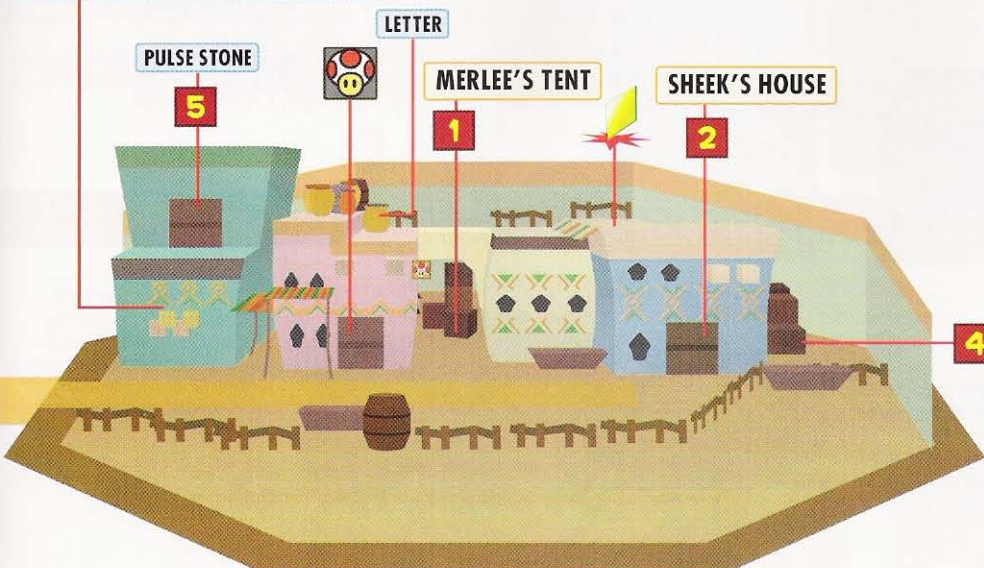 LETTER
PULSE STONE
MERLEE'S TENT
SHEEK'S HOUSE
5
1
2
4